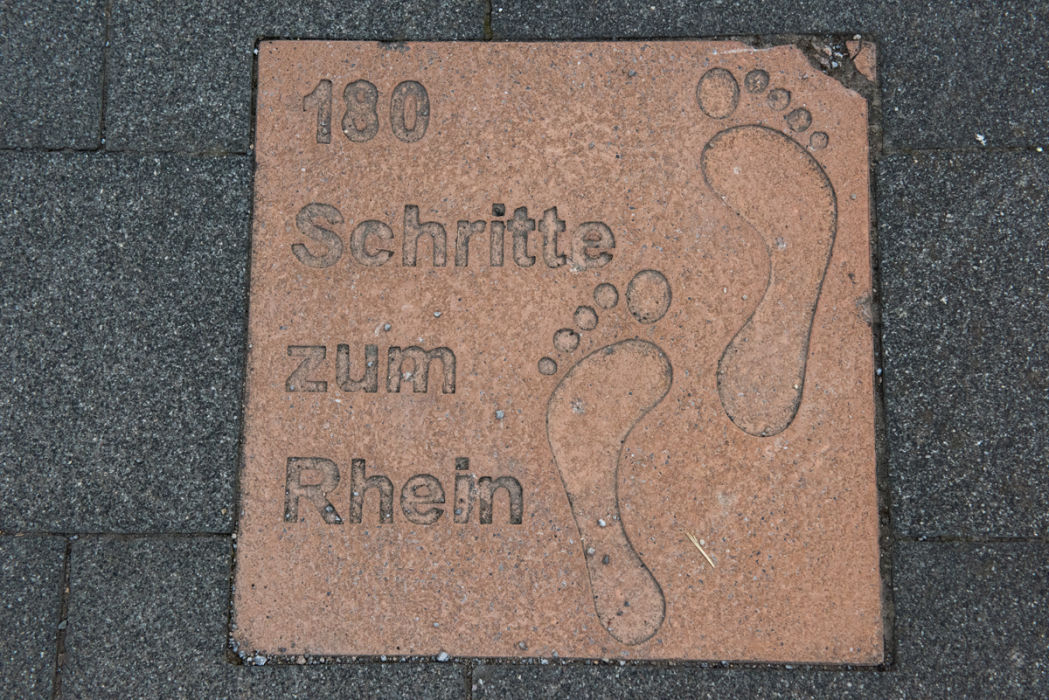 180
Schritte
zum
Rhein